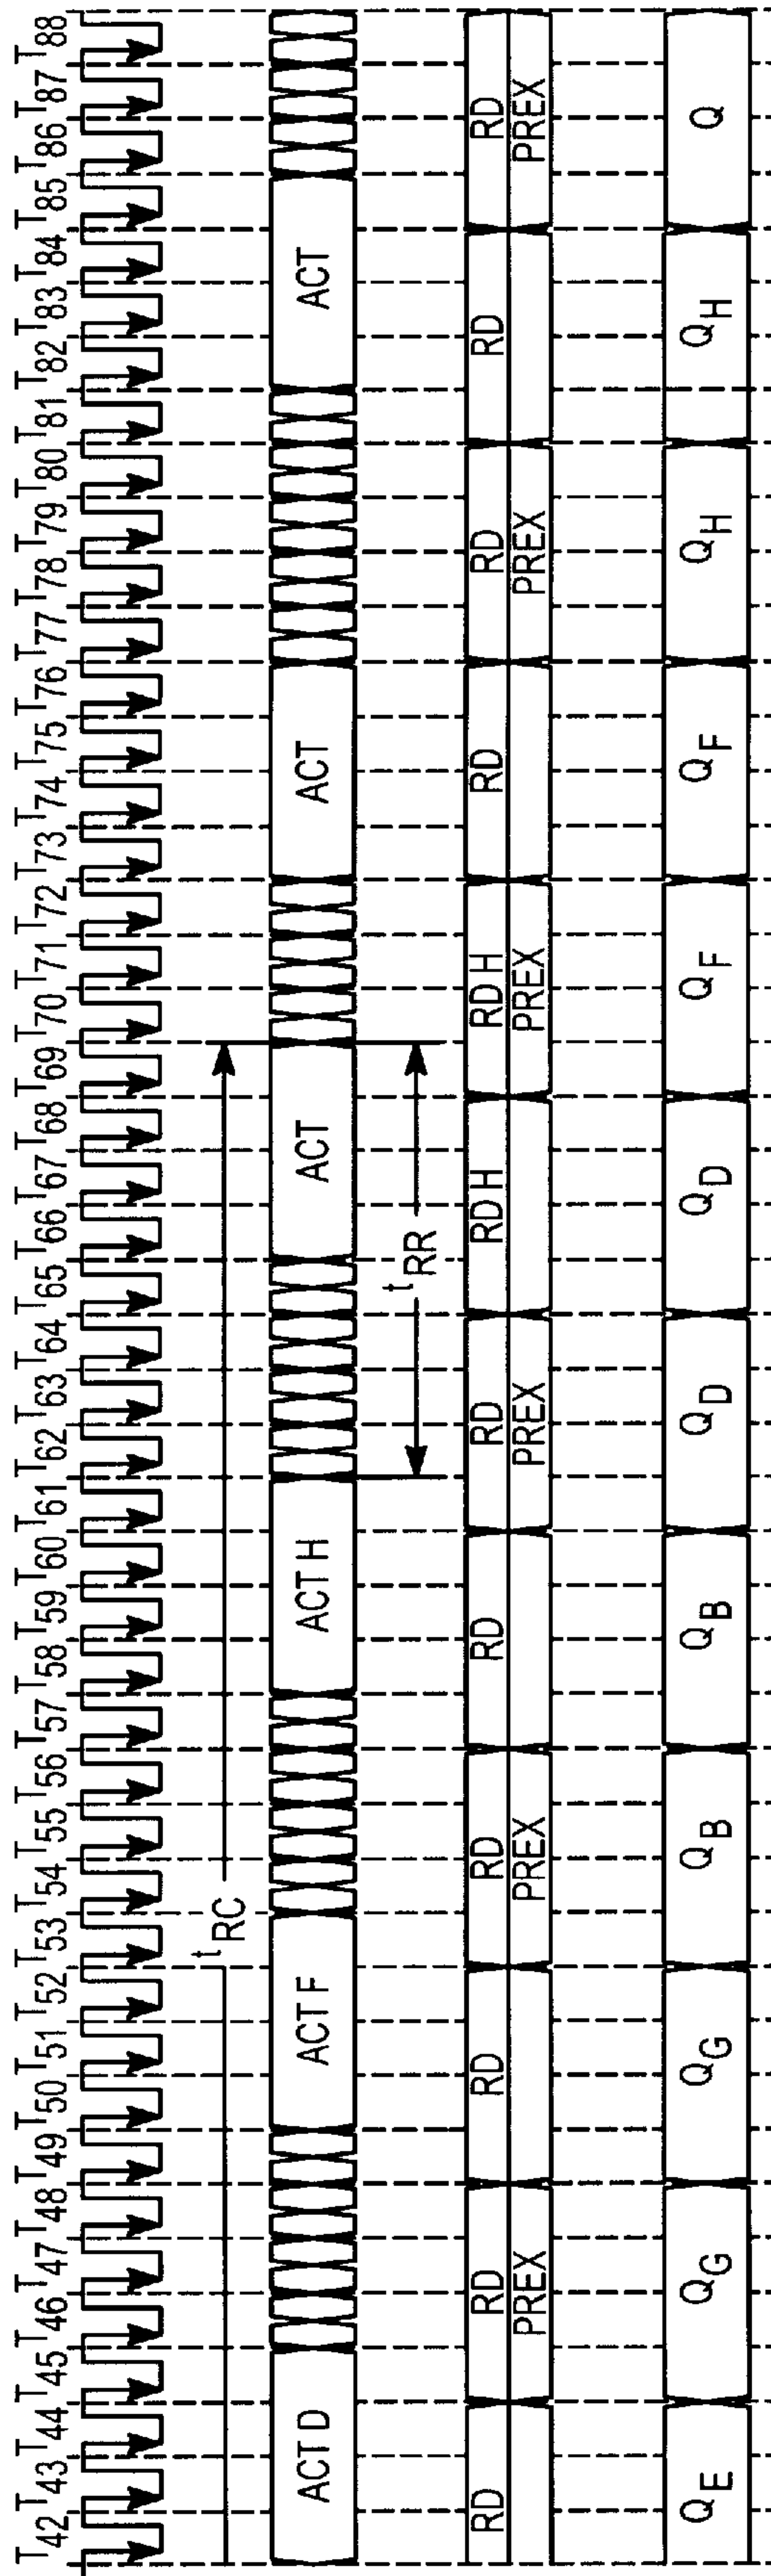 T42 T43 T44 T45 T46 T47 T48 T49 T50 T51 T52 T53 T54 T55 T56 T57 T58 T59 T60 T61 T62 T63 T64 T65 T66 T67 T68 T69 T70 T71 T72 T73 T74 T75 T76 T77 T78 T79 T80 T81 T82 T83 T84 T85 T86 T87 T88
tRC
ACT D ACT F ACT H ACT ACT ACT
tRR
RD RD RD RD RD RD RD H RD H RD RD RD RD
PREX PREX PREX PREX PREX PREX
QE QG QG QB QB QD QD QF QF QH QH Q